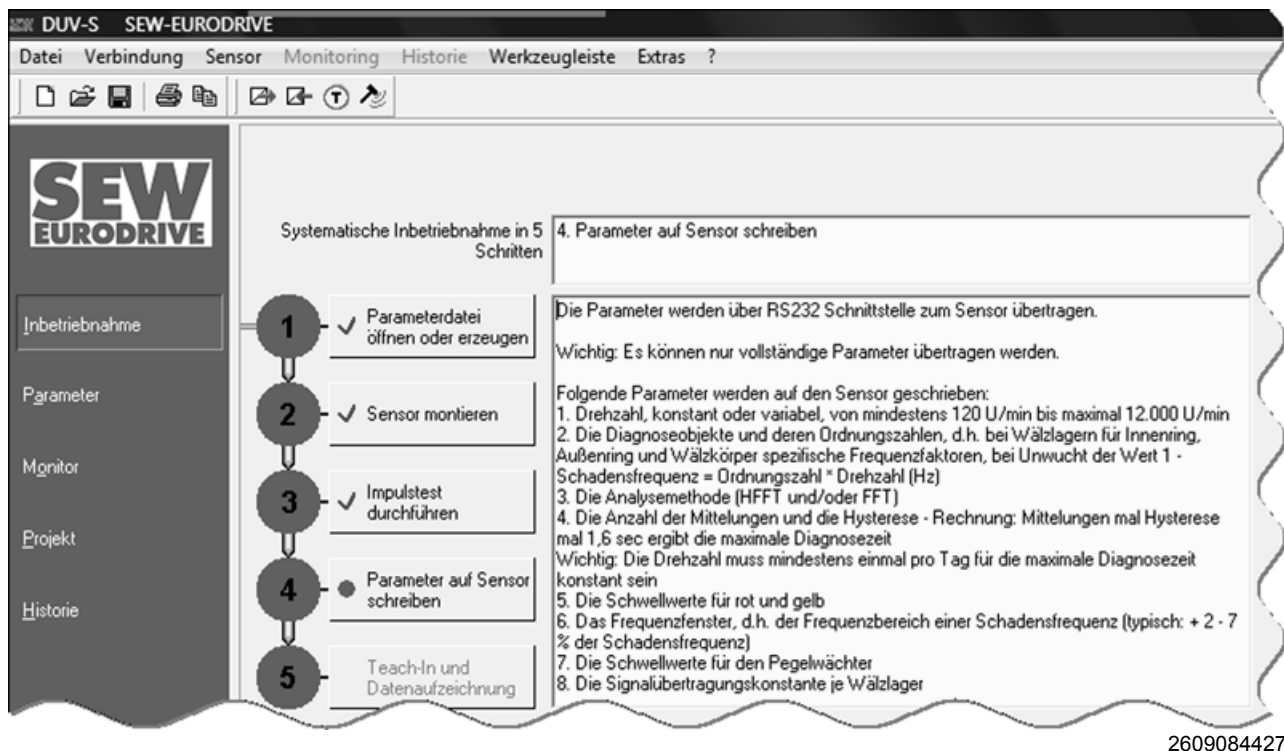 DUV-S SEW-EURODRIVE
Datei Verbindung Sensor Monitoring Historie Werkzeugleiste Extras ?
T
SEW
EURODRIVE
Inbetriebnahme
Parameter
Monitor
Projekt
Historie
Systematische Inbetriebnahme in 5
Schritten
4. Parameter auf Sensor schreiben
1
Parameterdatei
öffnen oder erzeugen
2
Sensor montieren
3
Impulstest
durchführen
4
Parameter auf Sensor
schreiben
5
Teach-In und
Datenaufzeichnung
Die Parameter werden über RS232 Schnittstelle zum Sensor übertragen.
Wichtig: Es können nur vollständige Parameter übertragen werden.
Folgende Parameter werden auf den Sensor geschrieben:
1. Drehzahl, konstant oder variabel, von mindestens 120 U/min bis maximal 12.000 U/min
2. Die Diagnoseobjekte und deren Ordnungszahlen, d.h. bei Wälzlagern für Innenring,
Außenring und Wälzkörper spezifische Frequenzfaktoren, bei Unwucht der Wert 1 -
Schadensfrequenz = Ordnungszahl * Drehzahl (Hz)
3. Die Analysemethode (HFFT und/oder FFT)
4. Die Anzahl der Mittelungen und die Hysterese - Rechnung: Mittelungen mal Hysterese
mal 1,6 sec ergibt die maximale Diagnosezeit
Wichtig: Die Drehzahl muss mindestens einmal pro Tag für die maximale Diagnosezeit
konstant sein
5. Die Schwellwerte für rot und gelb
6. Das Frequenzfenster, d.h. der Frequenzbereich einer Schadensfrequenz (typisch: + 2 - 7
% der Schadensfrequenz)
7. Die Schwellwerte für den Pegelwächter
8. Die Signalübertragungskonstante je Wälzlager
2609084427